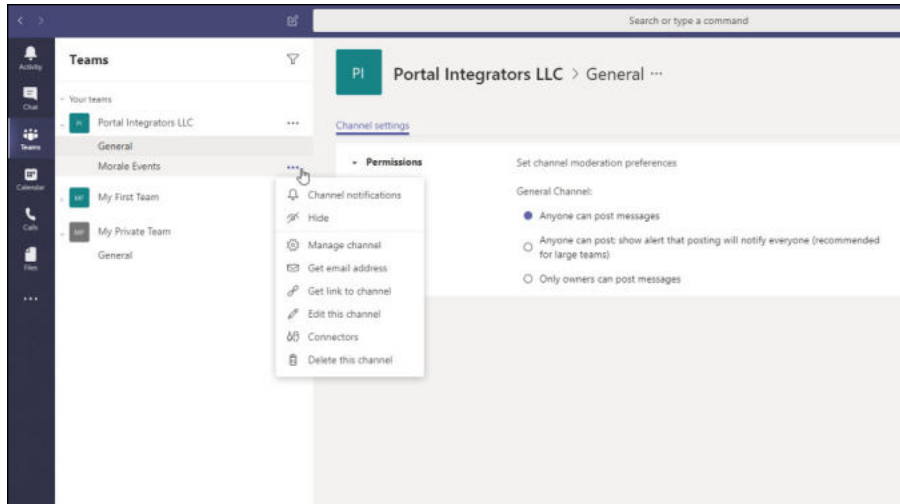 Search or type a command
Activity
Chat
Teams
Calendar
Calls
Files
Teams
Your teams
PI
Portal Integrators LLC
General
Morale Events
MF
My First Team
MP
My Private Team
General
Channel notifications
Hide
Manage channel
Get email address
Get link to channel
Edit this channel
Connectors
Delete this channel
PI
Portal Integrators LLC > General
Channel settings
Permissions
Set channel moderation preferences
General Channel:
Anyone can post messages
Anyone can post; show alert that posting will notify everyone (recommended
for large teams)
Only owners can post messages